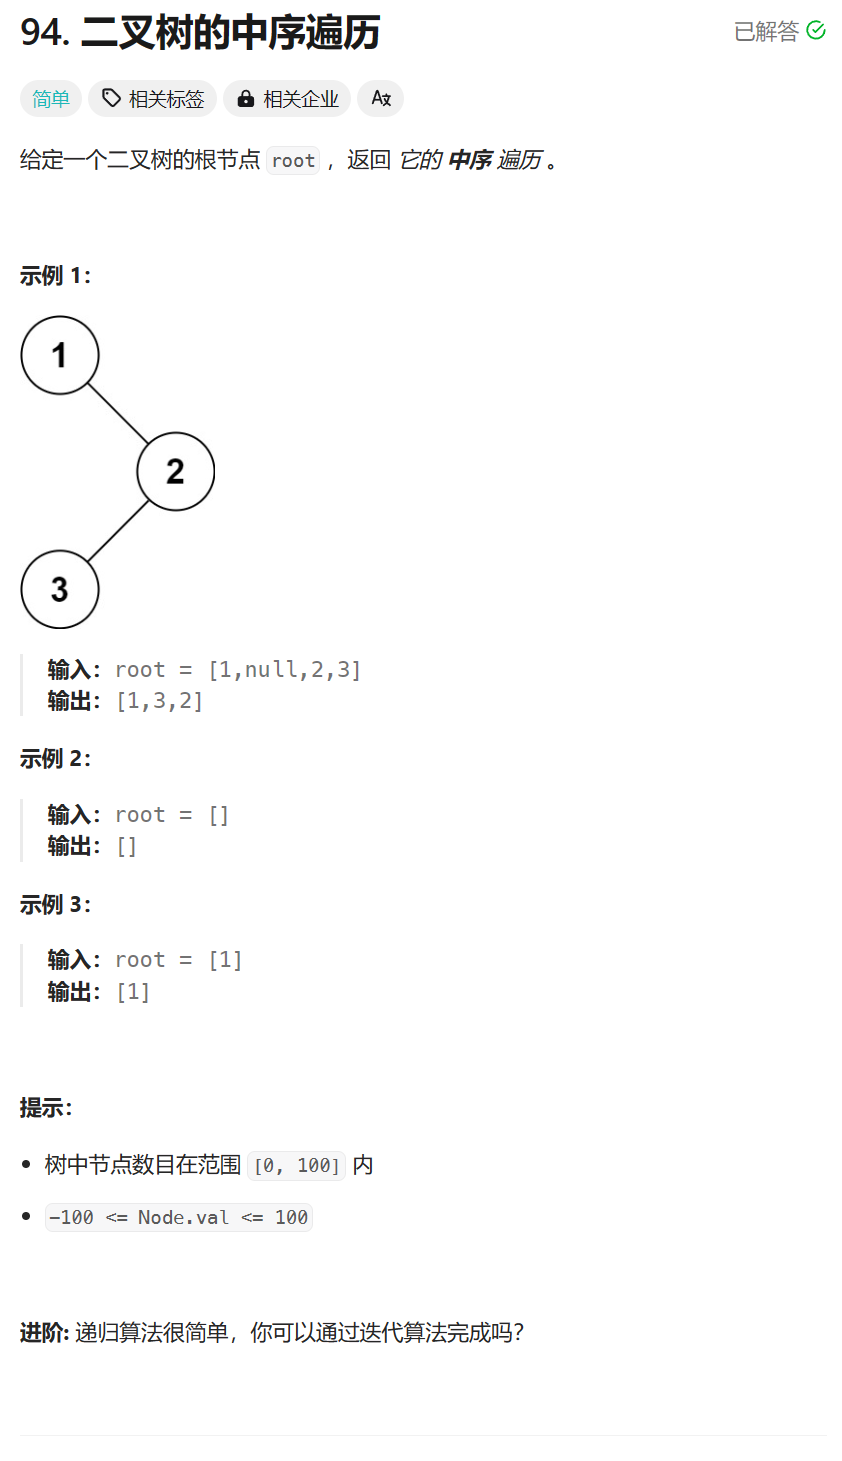 94. 二叉树的中序遍历
已解答
简单 相关标签 相关企业
给定一个二叉树的根节点 root ，返回 它的 中序 遍历 。
示例 1：
1
2
3
输入：root = [1,null,2,3]
输出：[1,3,2]
示例 2：
输入：root = []
输出：[]
示例 3：
输入：root = [1]
输出：[1]
提示：
树中节点数目在范围 [0, 100] 内
-100 <= Node.val <= 100
进阶: 递归算法很简单，你可以通过迭代算法完成吗？